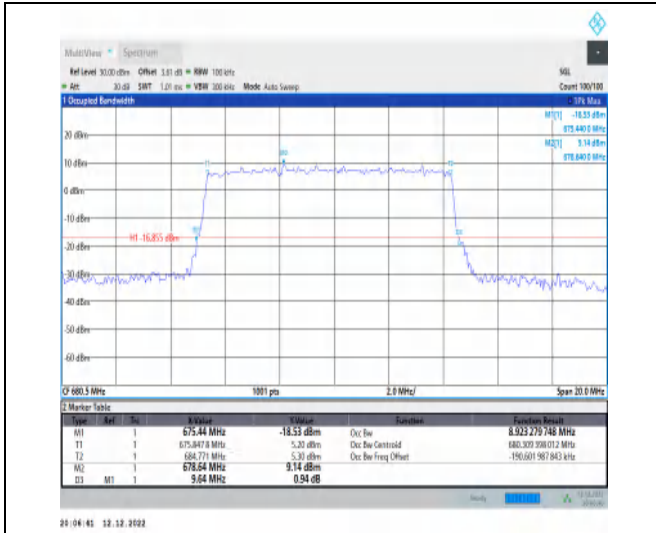 MultiView Spectrum
Ref Level 30.00 dBm Offset 3.81 dB RBW 100 kHz SGL
Att 30 dB SWT 1.01 ms VBW 300 kHz Mode Auto Sweep Count 100/100
1 Occupied Bandwidth 1Pk Max
M1[1] -18.53 dBm
675.440 0 MHz
M2[1] 9.14 dBm
678.640 0 MHz
20 dBm
M2
T1 T2
10 dBm
0 dBm
-10 dBm
H1 -16.855 dBm
-20 dBm
-30 dBm
-40 dBm
-50 dBm
-60 dBm
CF 680.5 MHz 1001 pts 2.0 MHz/ Span 20.0 MHz
2 Marker Table
Type Ref Trc X-Value Y-Value Function Function Result
M1 1 675.44 MHz -18.53 dBm Occ Bw 8.923 279 748 MHz
T1 1 675.847 8 MHz 5.20 dBm Occ Bw Centroid 680.309 398 012 MHz
T2 1 684.771 MHz 5.30 dBm Occ Bw Freq Offset -190.601 987 843 kHz
M2 1 678.64 MHz 9.14 dBm
D3 M1 1 9.64 MHz 0.94 dB
Ready
20:06:41 12.12.2022